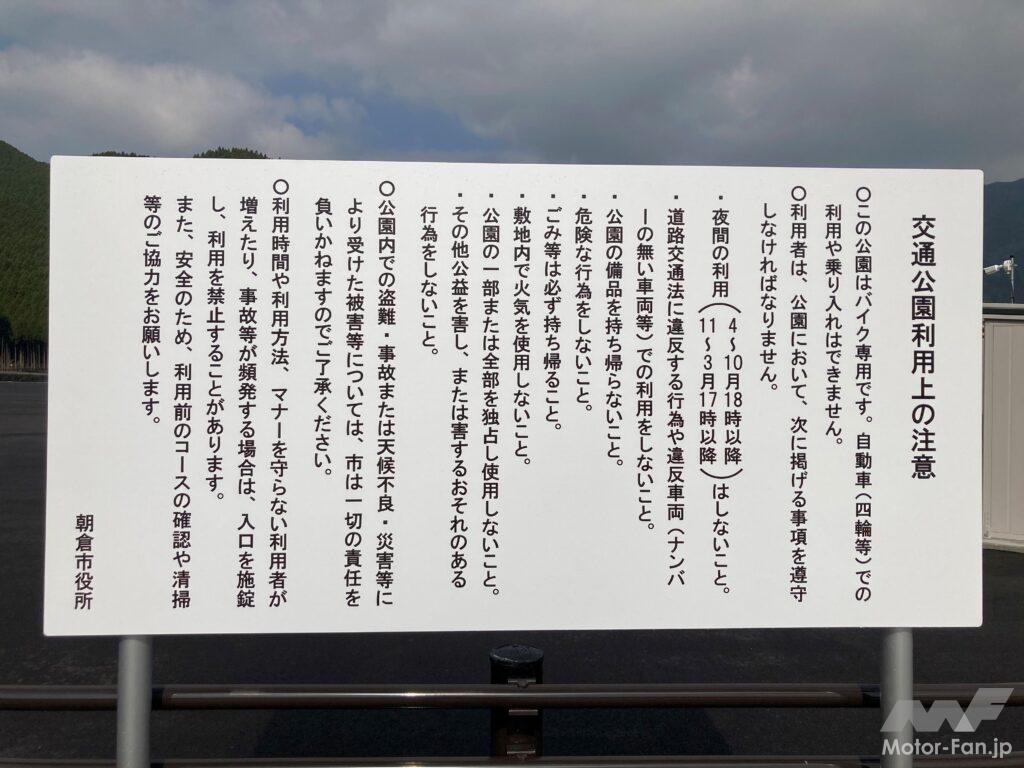 交通公園利用上の注意
〇この公園はバイク専用です。自動車（四輪等）での
利用や乗り入れはできません。
〇利用者は、公園において、次に掲げる事項を遵守
しなければなりません。
・夜間の利用（4～10月18時以降
11～3月17時以降）はしないこと。
・道路交通法に違反する行為や違反車両（ナンバ
ーの無い車両等）での利用をしないこと。
・公園の備品を持ち帰らないこと。
・危険な行為をしないこと。
・ごみ等は必ず持ち帰ること。
・敷地内で火気を使用しないこと。
・公園の一部または全部を独占し使用しないこと。
・その他公益を害し、または害するおそれのある
行為をしないこと。
〇公園内での盗難・事故または天候不良・災害等に
より受けた被害等については、市は一切の責任を
負いかねますのでご了承ください。
〇利用時間や利用方法、マナーを守らない利用者が
増えたり、事故等が頻発する場合は、入口を施錠
し、利用を禁止することがあります。
また、安全のため、利用前のコースの確認や清掃
等のご協力をお願いします。
朝倉市役所
Motor-Fan.jp